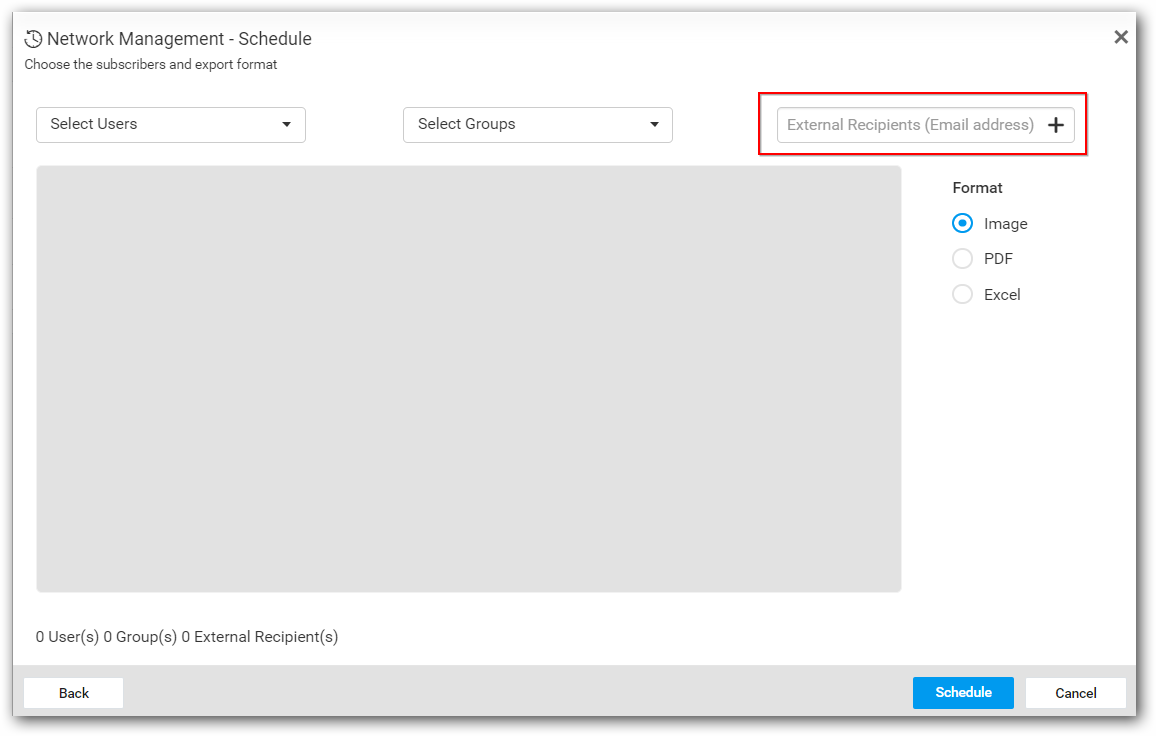 Network Management - Schedule
Choose the subscribers and export format
Select Users
Select Groups
External Recipients (Email address)
Format
Image
PDF
Excel
0 User(s) 0 Group(s) 0 External Recipient(s)
Back
Schedule
Cancel